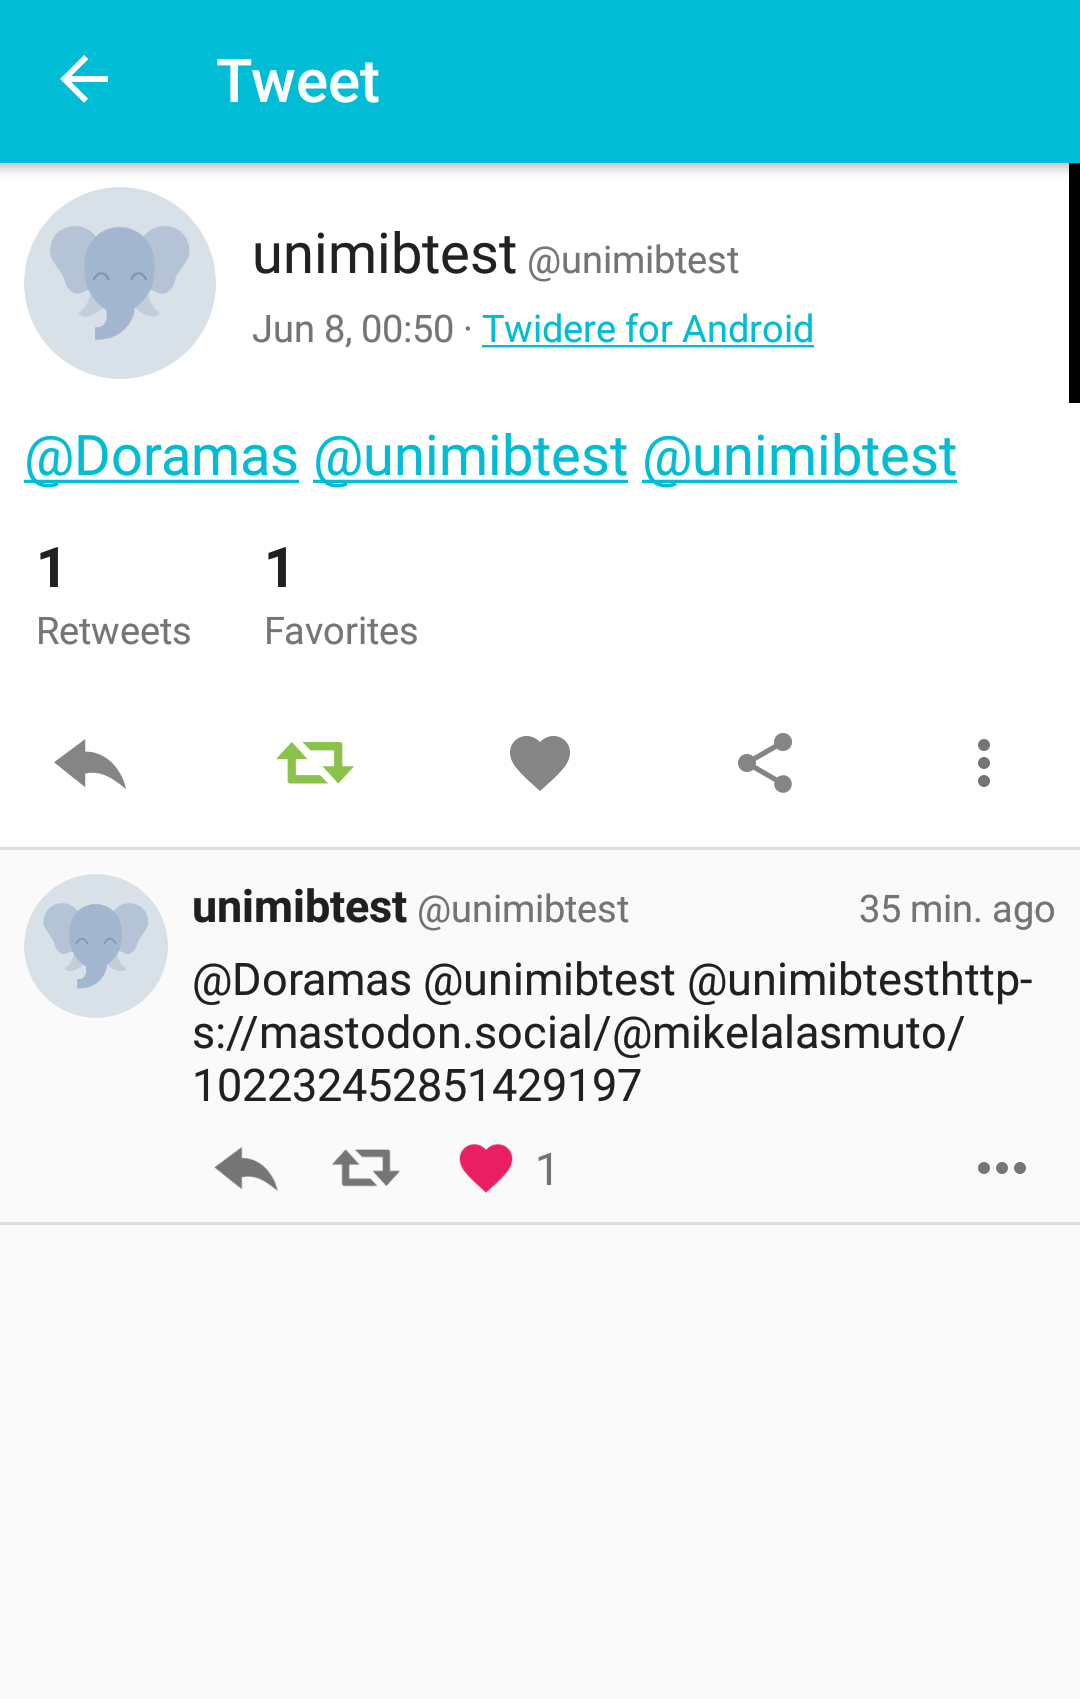 Tweet
unimibtest @unimibtest
Jun 8, 00:50 · Twidere for Android
@Doramas @unimibtest @unimibtest
1 1
Retweets Favorites
unimibtest @unimibtest 35 min. ago
@Doramas @unimibtest @unimibtesthttp-
s://mastodon.social/@mikelalasmuto/
102232452851429197
1